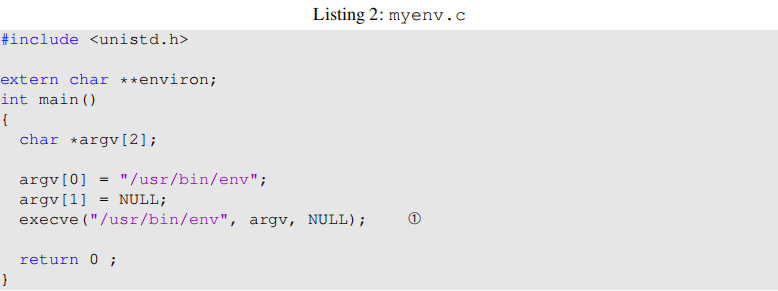 Listing 2: myenv.c
#include <unistd.h>
extern char **environ;
int main()
{
  char *argv[2];
  argv[0] = "/usr/bin/env";
  argv[1] = NULL;
  execve("/usr/bin/env", argv, NULL);    ①
  return 0 ;
}